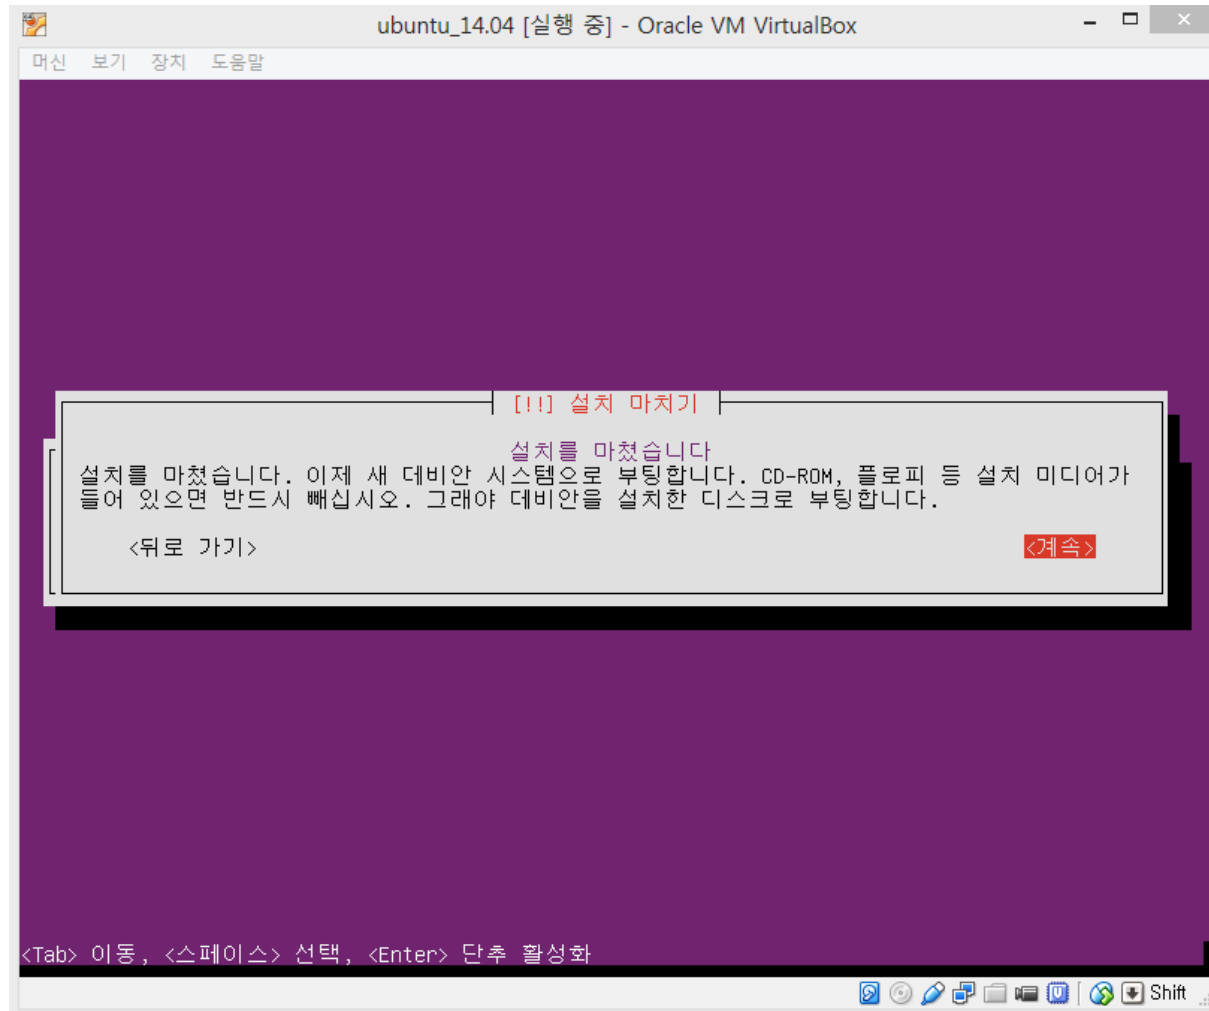 ubuntu_14.04 [실행 중] - Oracle VM VirtualBox
머신 보기 장치 도움말
[!!] 설치 마치기
설치를 마쳤습니다
설치를 마쳤습니다. 이제 새 데비안 시스템으로 부팅합니다. CD-ROM, 플로피 등 설치 미디어가
들어 있으면 반드시 빼십시오. 그래야 데비안을 설치한 디스크로 부팅합니다.
<뒤로 가기> <계속>
<Tab> 이동, <스페이스> 선택, <Enter> 단추 활성화
Shift